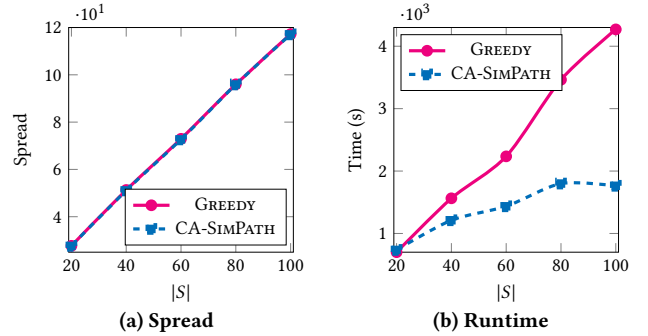 ·10¹
12
10
8
6
4
Spread
GREEDY
CA-SIMPATH
20 40 60 80 100
|S|
(a) Spread
·10³
4
3
2
1
Time (s)
GREEDY
CA-SIMPATH
20 40 60 80 100
|S|
(b) Runtime